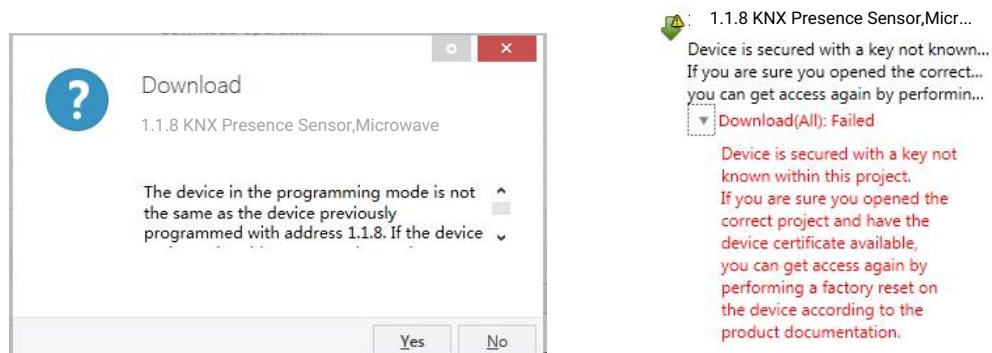 Download
1.1.8 KNX Presence Sensor,Microwave
The device in the programming mode is not
the same as the device previously
programmed with address 1.1.8. If the device
Yes
No
1.1.8 KNX Presence Sensor,Micr...
Device is secured with a key not known...
If you are sure you opened the correct...
you can get access again by performin...
Download(All): Failed
Device is secured with a key not
known within this project.
If you are sure you opened the
correct project and have the
device certificate available,
you can get access again by
performing a factory reset on
the device according to the
product documentation.